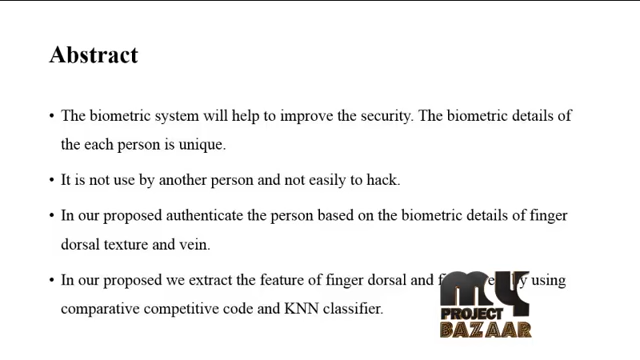 Abstract
• The biometric system will help to improve the security. The biometric details of
the each person is unique.
• It is not use by another person and not easily to hack.
• In our proposed authenticate the person based on the biometric details of finger
dorsal texture and vein.
• In our proposed we extract the feature of finger dorsal and by using
comparative competitive code and KNN classifier.
MY
PROJECT
BAZAAR